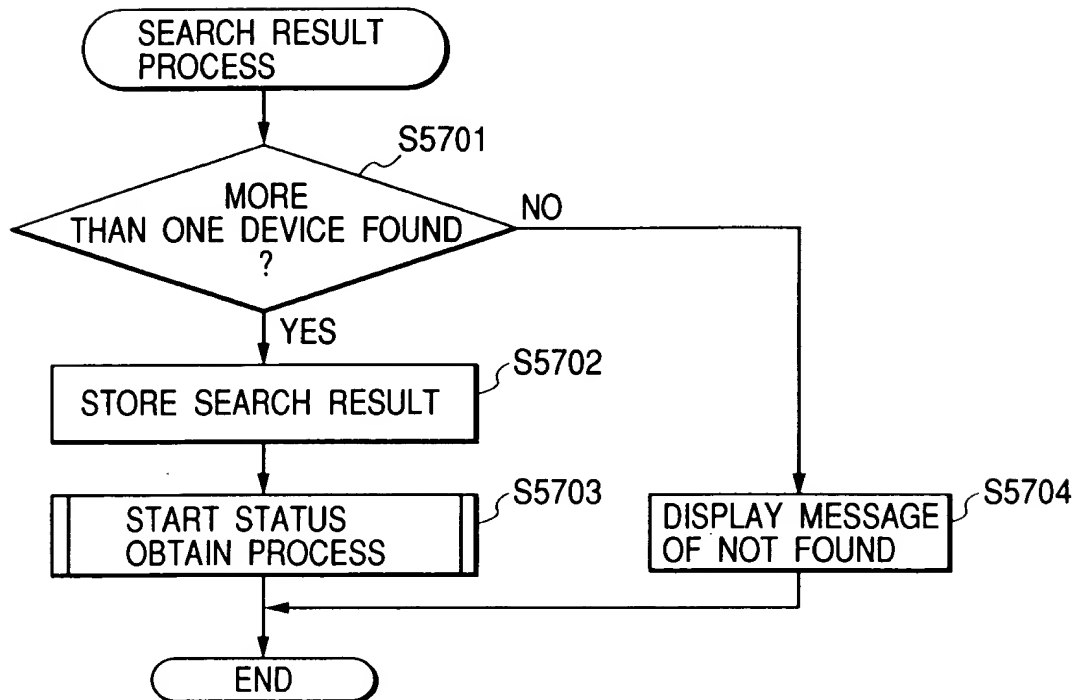 SEARCH RESULT
PROCESS
S5701
MORE
THAN ONE DEVICE FOUND
?
NO
YES
S5702
STORE SEARCH RESULT
S5703
START STATUS
OBTAIN PROCESS
S5704
DISPLAY MESSAGE
OF NOT FOUND
END